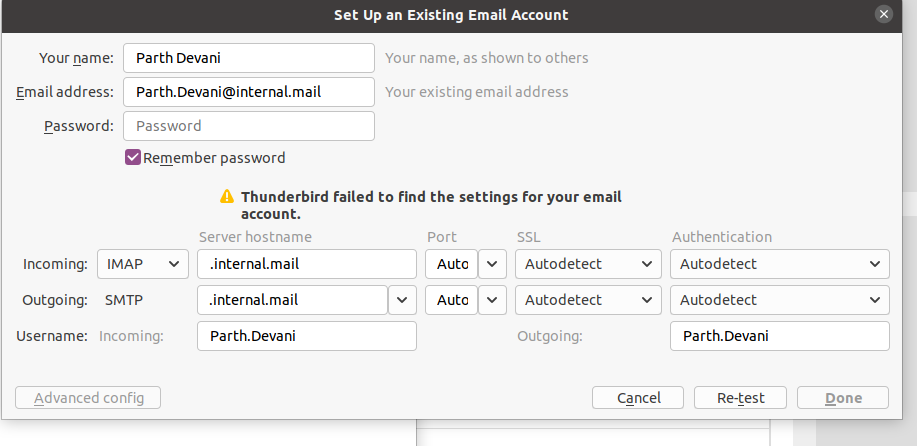 Set Up an Existing Email Account
Your name: Parth Devani Your name, as shown to others
Email address: Parth.Devani@internal.mail Your existing email address
Password: Password
Remember password
Thunderbird failed to find the settings for your email
account.
Server hostname Port SSL Authentication
Incoming: IMAP .internal.mail Auto Autodetect Autodetect
Outgoing: SMTP .internal.mail Auto Autodetect Autodetect
Username: Incoming: Parth.Devani Outgoing: Parth.Devani
Advanced config Cancel Re-test Done